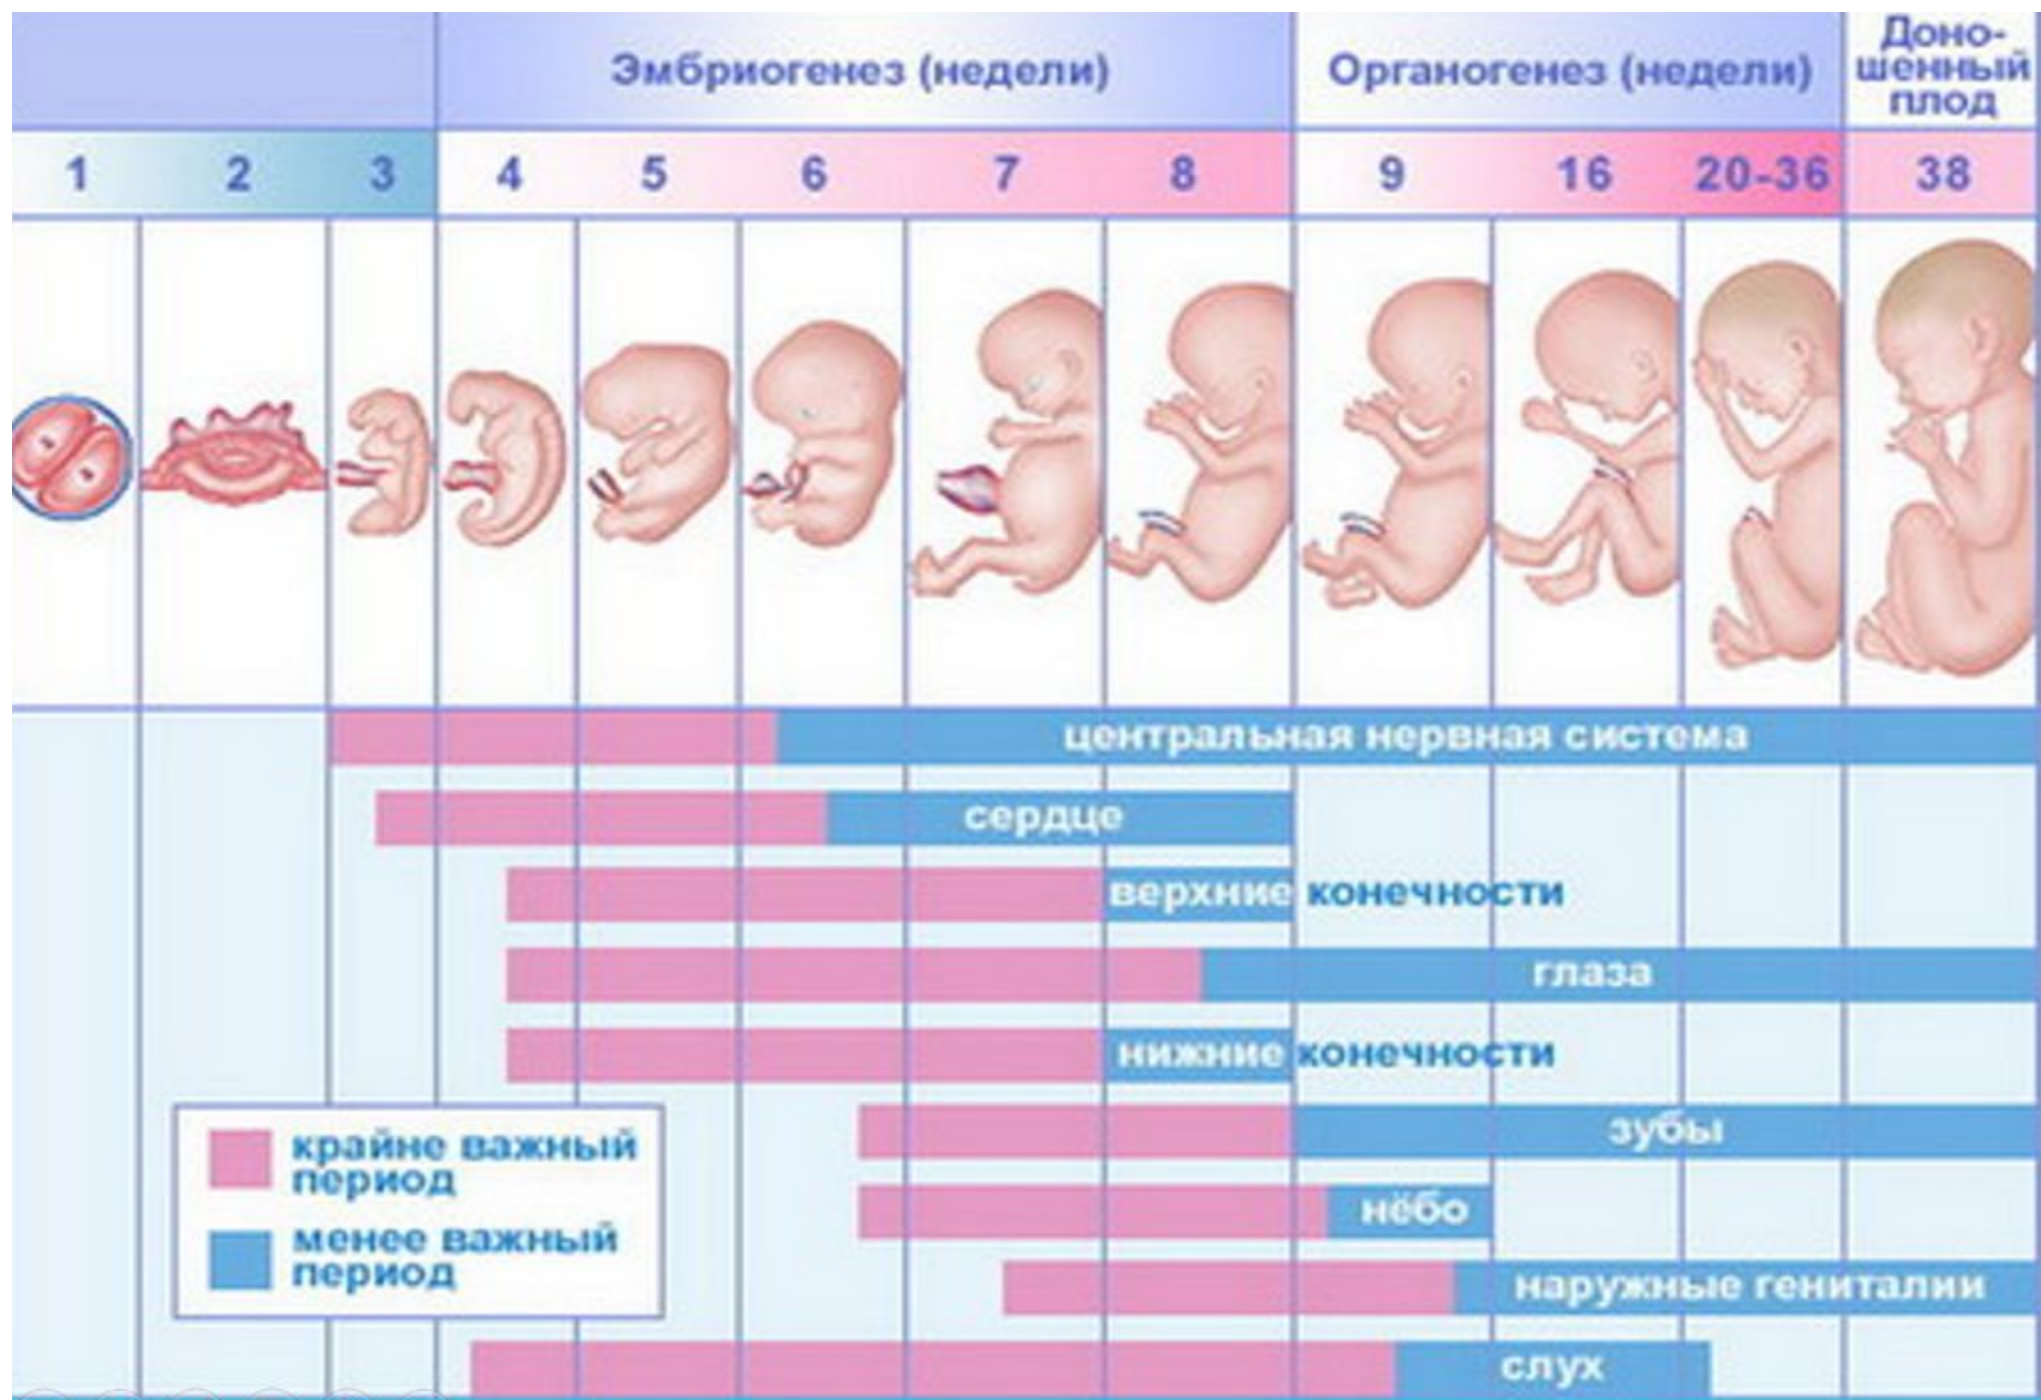 Эмбриогенез (недели)
Органогенез (недели)
Доно-
шенный
плод
1 2 3 4 5 6 7 8 9 16 20-36 38
центральная нервная система
сердце
верхние конечности
глаза
нижние конечности
зубы
нёбо
наружные гениталии
слух
крайне важный
период
менее важный
период